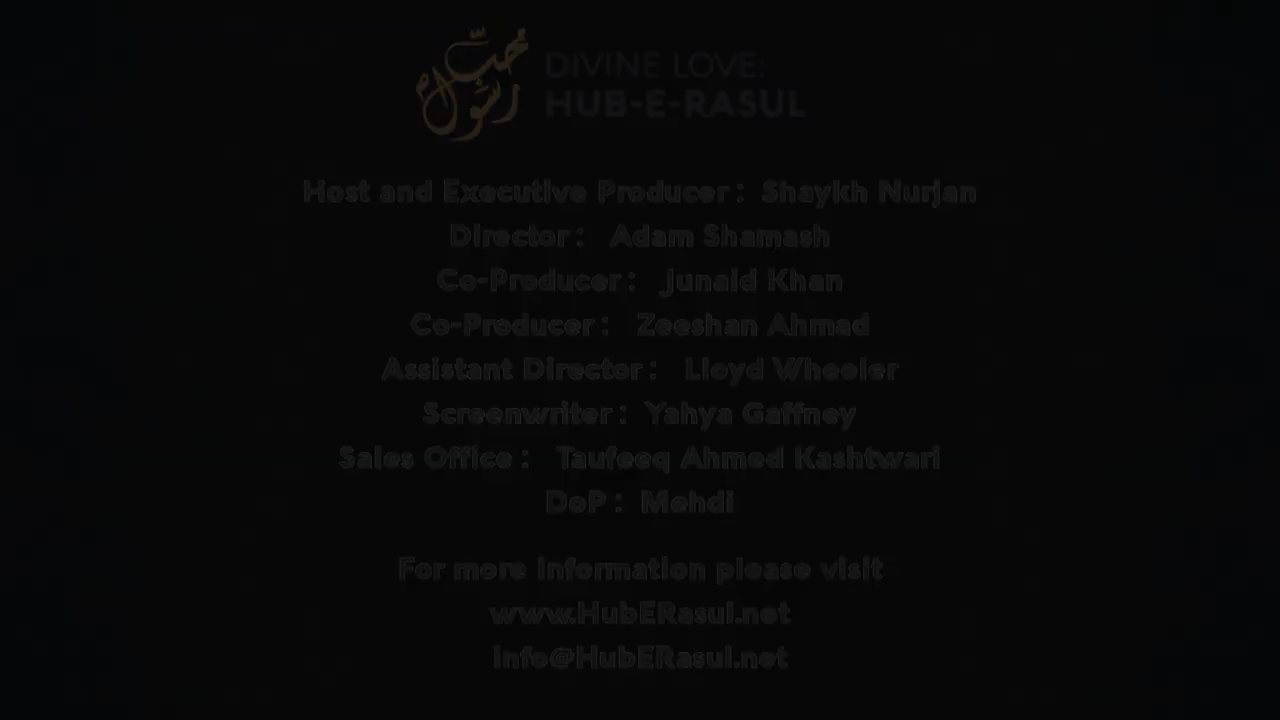 محبّ رسول
DIVINE LOVE:
HUB-E-RASUL
Host and Executive Producer: Shaykh Nurjan
Director: Adam Shamash
Co-Producer: Junaid Khan
Co-Producer: Zeeshan Ahmad
Assistant Director: Lloyd Wheeler
Screenwriter: Yahya Gaffney
Sales Office: Taufeeq Ahmed Kashtwari
DoP: Mehdi
For more information please visit
www.HubERasul.net
info@HubERasul.net